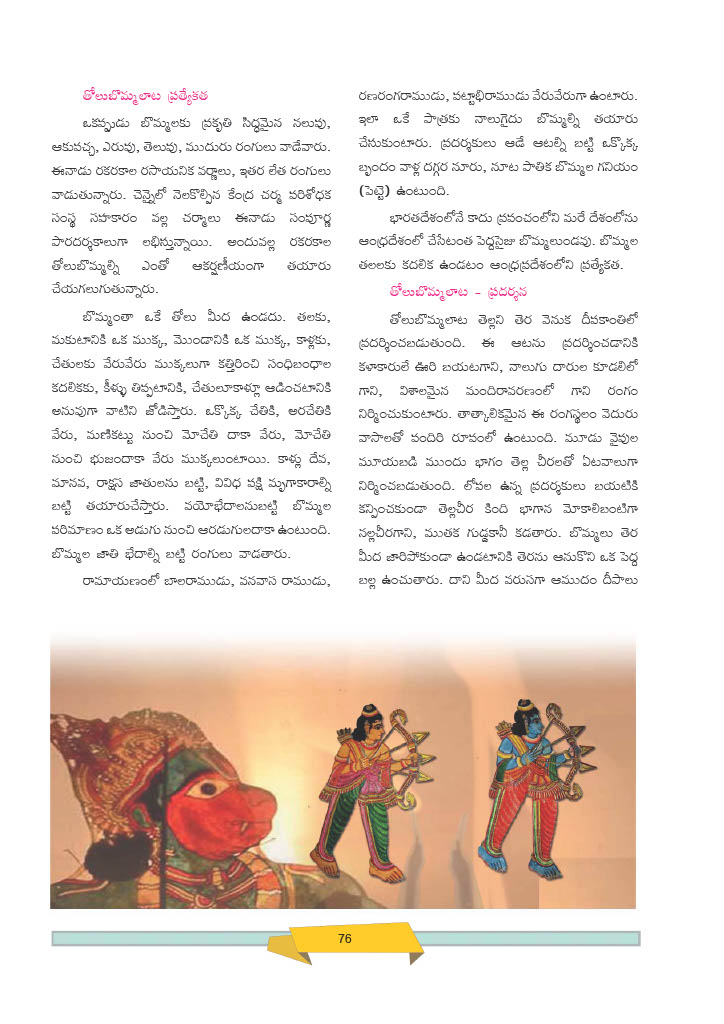 తోలుబొమ్మలాట ప్రత్యేకత
ఒకప్పుడు బొమ్మలకు ప్రకృతి సిద్ధమైన నలుపు,
ఆకుపచ్చ, ఎరుపు, తెలుపు, ముదురు రంగులు వాడేవారు.
ఈనాడు రకరకాల రసాయనిక వర్ణాలు, ఇతర లేత రంగులు
వాడుతున్నారు. చెన్నైలో నెలకొల్పిన కేంద్ర చర్మ పరిశోధక
సంస్థ సహకారం వల్ల చర్మాలు ఈనాడు సంపూర్ణ
పారదర్శకాలుగా లభిస్తున్నాయి. అందువల్ల రకరకాల
తోలుబొమ్మల్ని ఎంతో ఆకర్షణీయంగా తయారు
చేయగలుగుతున్నారు.
బొమ్మంతా ఒకే తోలు మీద ఉండదు. తలకు,
మకుటానికి ఒక ముక్క, మొండానికి ఒక ముక్క, కాళ్లకు,
చేతులకు వేరువేరు ముక్కలుగా కత్తిరించి సంధిబంధాల
కదలికకు, కీళ్ళు తిప్పటానికి, చేతులూకాళ్లూ ఆడించటానికి
అనువుగా వాటిని జోడిస్తారు. ఒక్కొక్క చేతికి, అరచేతికి
వేరు, మణికట్టు నుంచి మోచేతి దాకా వేరు, మోచేతి
నుంచి భుజందాకా వేరు ముక్కలుంటాయి. కాళ్లు దేవ,
మానవ, రాక్షస జాతులను బట్టి, వివిధ పక్షి మృగాకారాల్ని
బట్టి తయారుచేస్తారు. వయోభేదాలనుబట్టి బొమ్మల
పరిమాణం ఒక అడుగు నుంచి ఆరడుగులదాకా ఉంటుంది.
బొమ్మల జాతి భేదాల్ని బట్టి రంగులు వాడతారు.
రామాయణంలో బాలరాముడు, వనవాస రాముడు,
రణరంగరాముడు, పట్టాభిరాముడు వేరువేరుగా ఉంటారు.
ఇలా ఒకే పాత్రకు నాలుగైదు బొమ్మల్ని తయారు
చేసుకుంటారు. ప్రదర్శకులు ఆడే ఆటల్ని బట్టి ఒక్కొక్క
బృందం వాళ్ల దగ్గర నూరు, నూట పాతిక బొమ్మల గనియం
(పెట్టె) ఉంటుంది.
భారతదేశంలోనే కాదు ప్రపంచంలోని మరే దేశంలోను
ఆంధ్రదేశంలో చేసేటంత పెద్దసైజు బొమ్మలుండవు. బొమ్మల
తలలకు కదలిక ఉండటం ఆంధ్రప్రదేశంలోని ప్రత్యేకత.
తోలుబొమ్మలాట - ప్రదర్శన
తోలుబొమ్మలాట తెల్లని తెర వెనుక దీపకాంతిలో
ప్రదర్శించబడుతుంది. ఈ ఆటను ప్రదర్శించడానికి
కళాకారులే ఊరి బయటగాని, నాలుగు దారుల కూడలిలో
గాని, విశాలమైన మందిరావరణంలో గాని రంగం
నిర్మించుకుంటారు. తాత్కాలికమైన ఈ రంగస్థలం వెదురు
వాసాలతో పందిరి రూపంలో ఉంటుంది. మూడు వైపుల
మూయబడి ముందు భాగం తెల్ల చీరలతో ఏటవాలుగా
నిర్మించబడుతుంది. లోపల ఉన్న ప్రదర్శకులు బయటికి
కన్పించకుండా తెల్లచీర కింది భాగాన మోకాలిబంటిగా
నల్లచీరగాని, ముతక గుడ్డకానీ కడతారు. బొమ్మలు తెర
మీద జారిపోకుండా ఉండటానికి తెరను ఆనుకొని ఒక పెద్ద
బల్ల ఉంచుతారు. దాని మీద వరుసగా ఆముదం దీపాలు
76